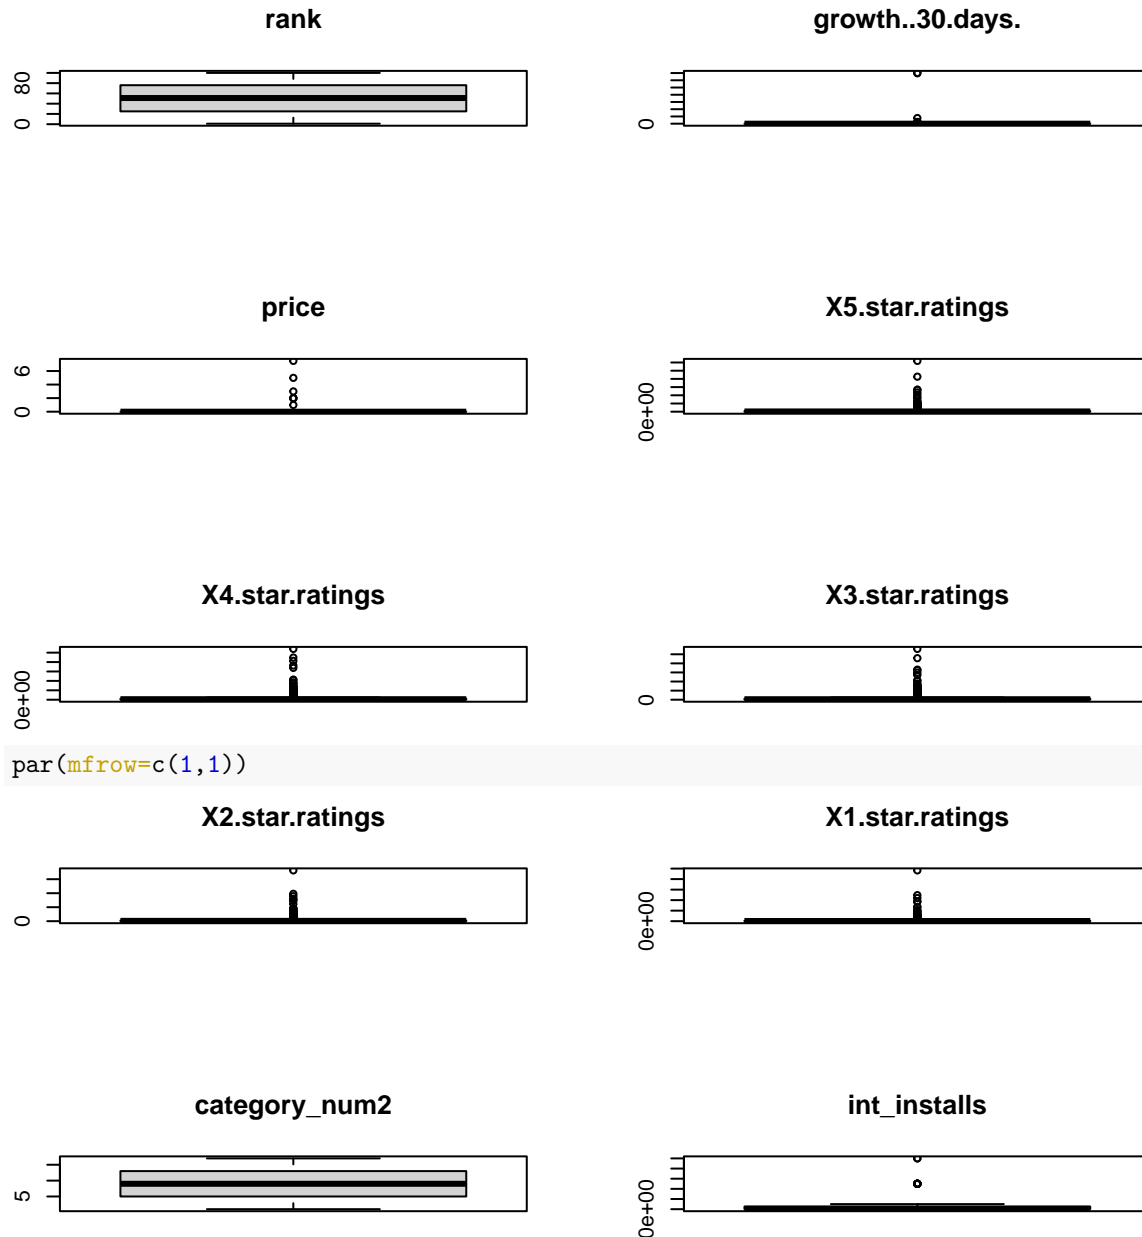 rank growth..30.days.
80
0 0
price X5.star.ratings
6
0 0e+00
X4.star.ratings X3.star.ratings
0e+00 0
par(mfrow=c(1,1))
X2.star.ratings X1.star.ratings
0 0e+00
category_num2 int_installs
5 0e+00